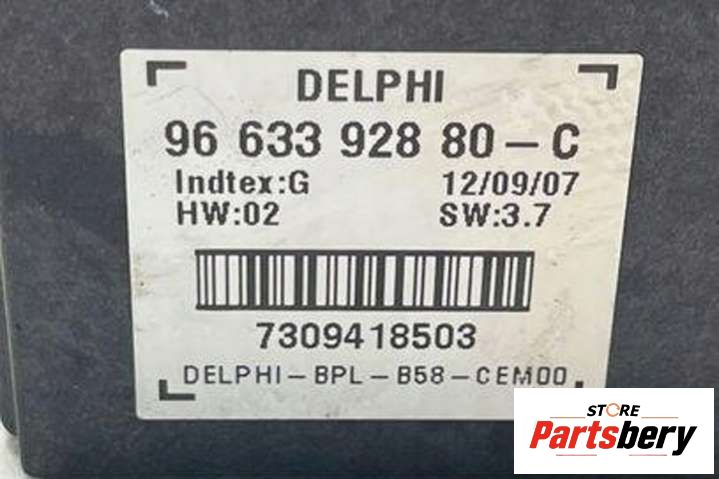 DELPHI
96 633 928 80-C
Indtex:G 12/09/07
HW:02 SW:3.7
7309418503
DELPHI-BPL-B58-CEM00
STORE
Partsbery